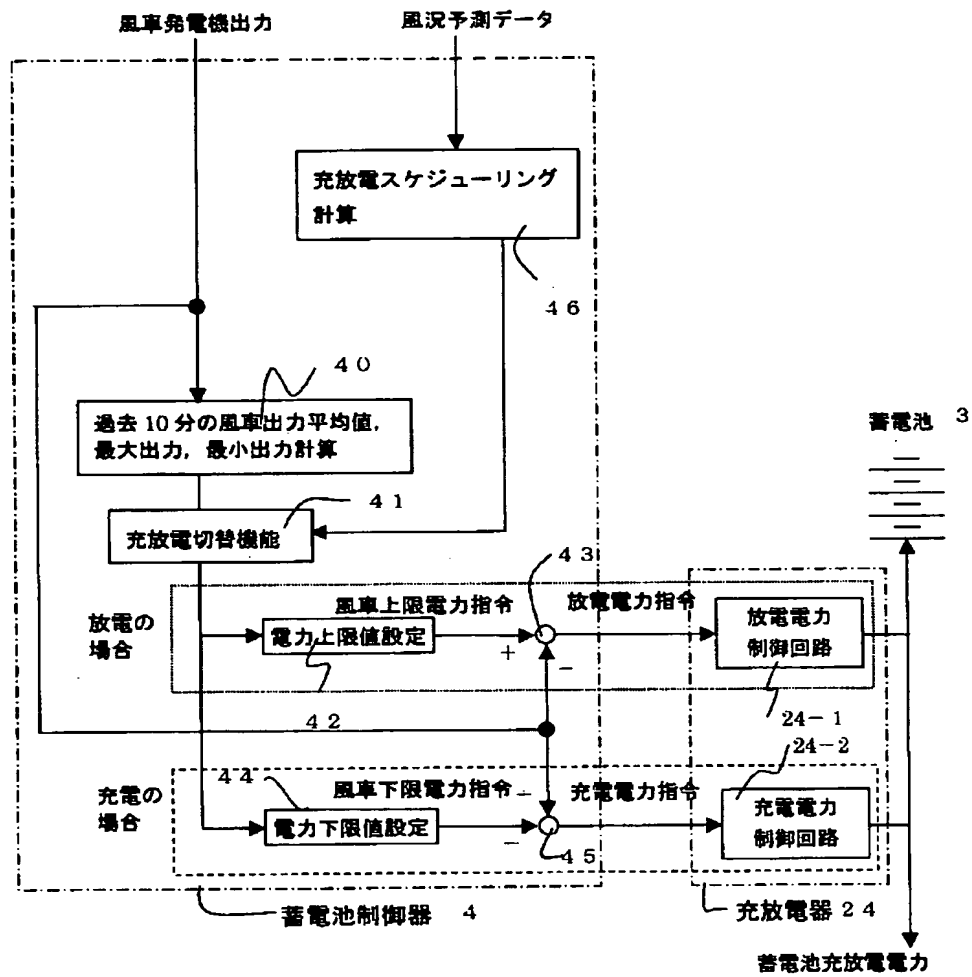 風車発電機出力
風況予測データ
充放電スケジューリング
計算
46
40
過去10分の風車出力平均値,
最大出力, 最小出力計算
蓄電池 3
41
充放電切替機能
43
放電の
場合
風車上限電力指令
放電電力指令
電力上限値設定
+
-
放電電力
制御回路
42
24-1
24-2
44
充電の
場合
風車下限電力指令
-
充電電力指令
電力下限値設定
-
45
充電電力
制御回路
蓄電池制御器 4
充放電器 24
蓄電池充放電電力